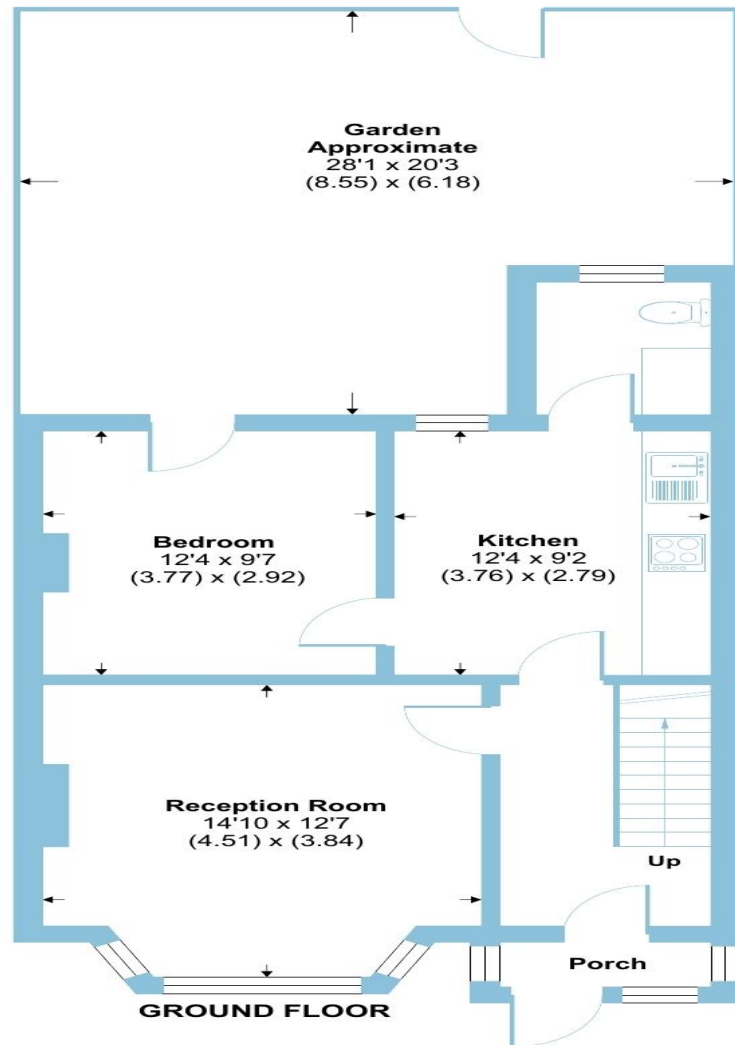 Garden
Approximate
28'1 x 20'3
(8.55) x (6.18)
Bedroom
12'4 x 9'7
(3.77) x (2.92)
Kitchen
12'4 x 9'2
(3.76) x (2.79)
Reception Room
14'10 x 12'7
(4.51) x (3.84)
Up
Porch
GROUND FLOOR